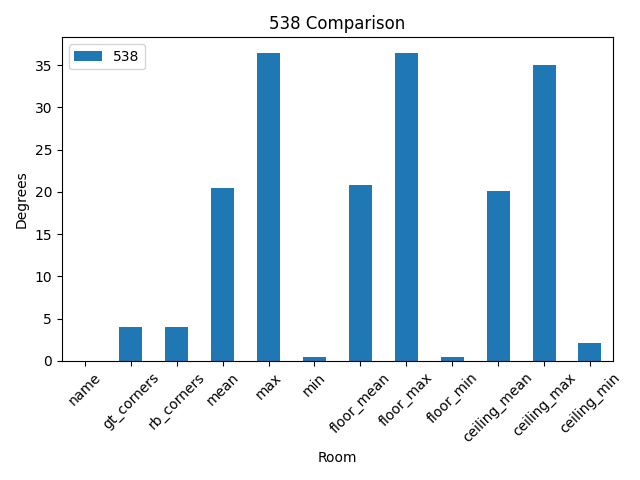 538 Comparison
538
Degrees
35
30
25
20
15
10
5
0
name
gt_corners
rb_corners
mean
max
min
floor_mean
floor_max
floor_min
ceiling_mean
ceiling_max
ceiling_min
Room